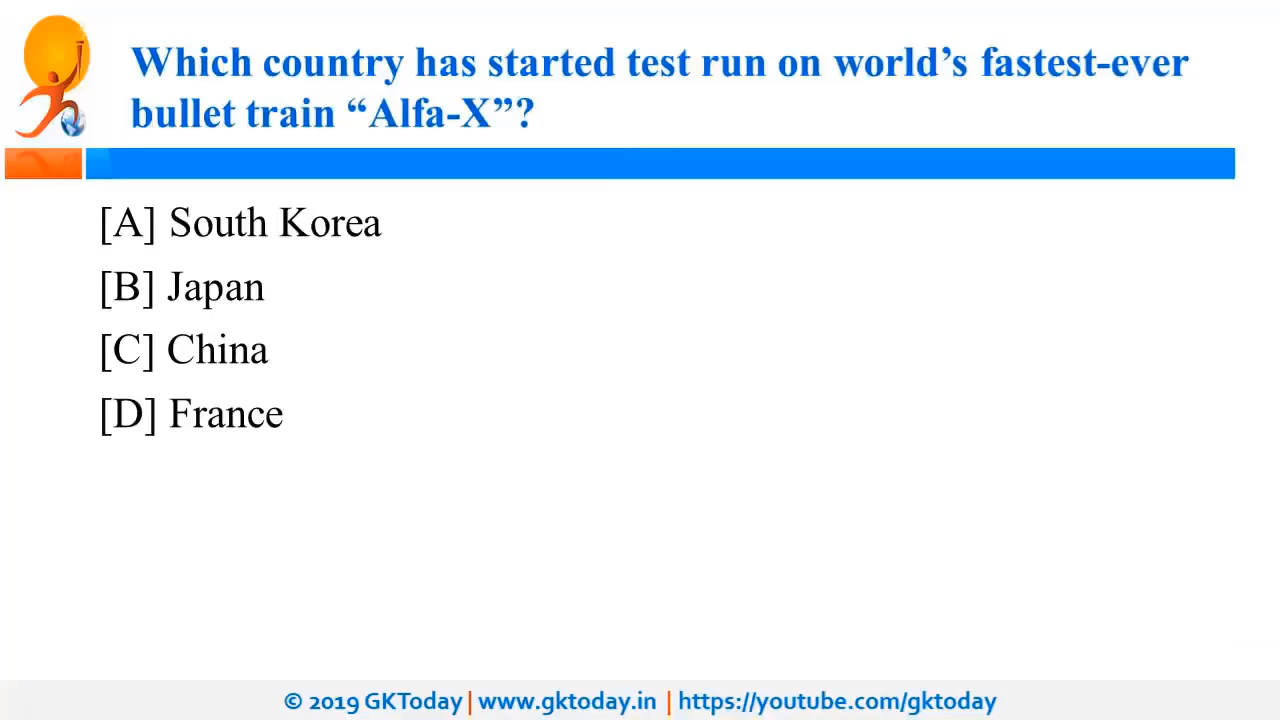 Which country has started test run on world’s fastest-ever
bullet train “Alfa-X”?
[A] South Korea
[B] Japan
[C] China
[D] France
© 2019 GKToday | www.gktoday.in | https://youtube.com/gktoday